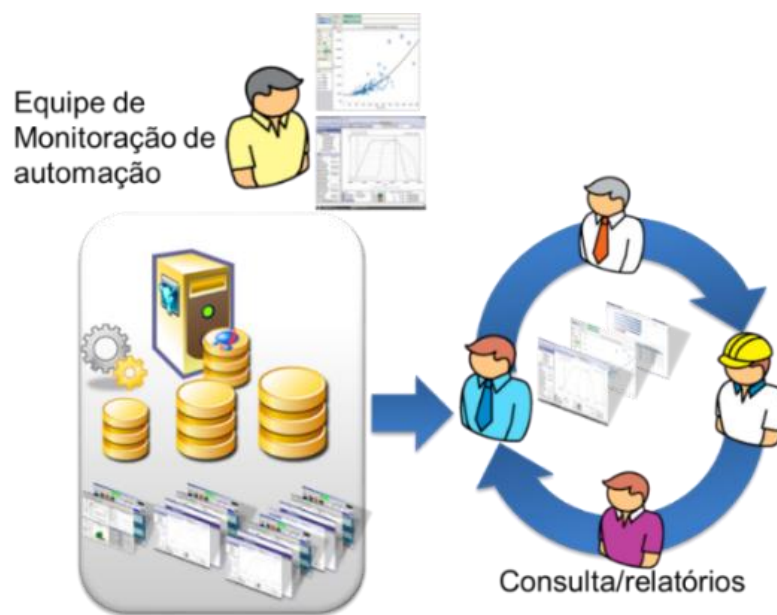 Equipe de
Monitoração de
automação
Consulta/relatórios